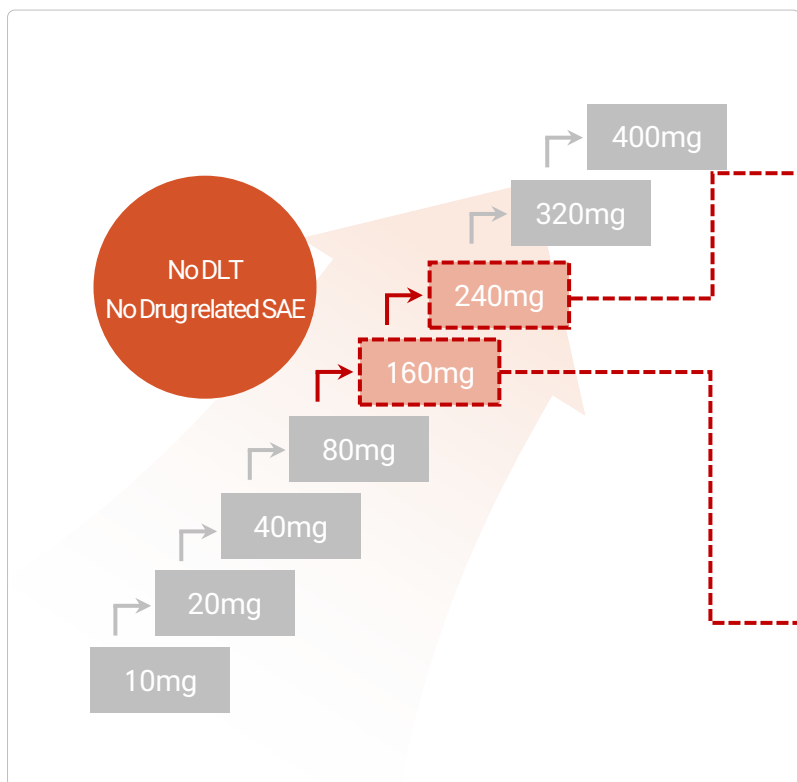 400mg
320mg
No DLT
No Drug related SAE
240mg
160mg
80mg
40mg
20mg
10mg